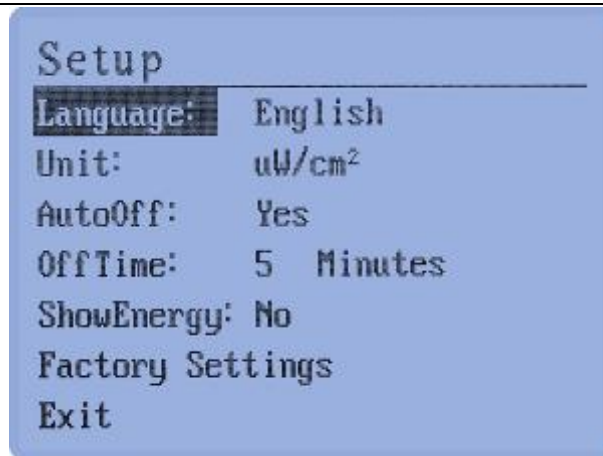 Setup
Language: English
Unit: uW/cm²
AutoOff: Yes
OffTime: 5 Minutes
ShowEnergy: No
Factory Settings
Exit